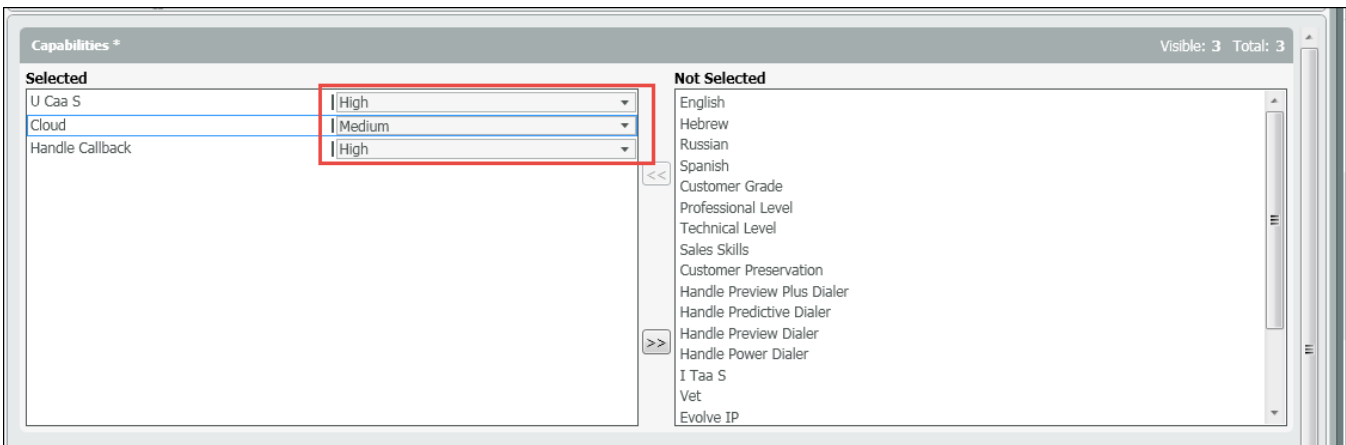 Capabilities * Visible: 3 Total: 3
Selected
U Caa S High
Cloud Medium
Handle Callback High
<<
>>
Not Selected
English
Hebrew
Russian
Spanish
Customer Grade
Professional Level
Technical Level
Sales Skills
Customer Preservation
Handle Preview Plus Dialer
Handle Predictive Dialer
Handle Preview Dialer
Handle Power Dialer
I Taa S
Vet
Evolve IP